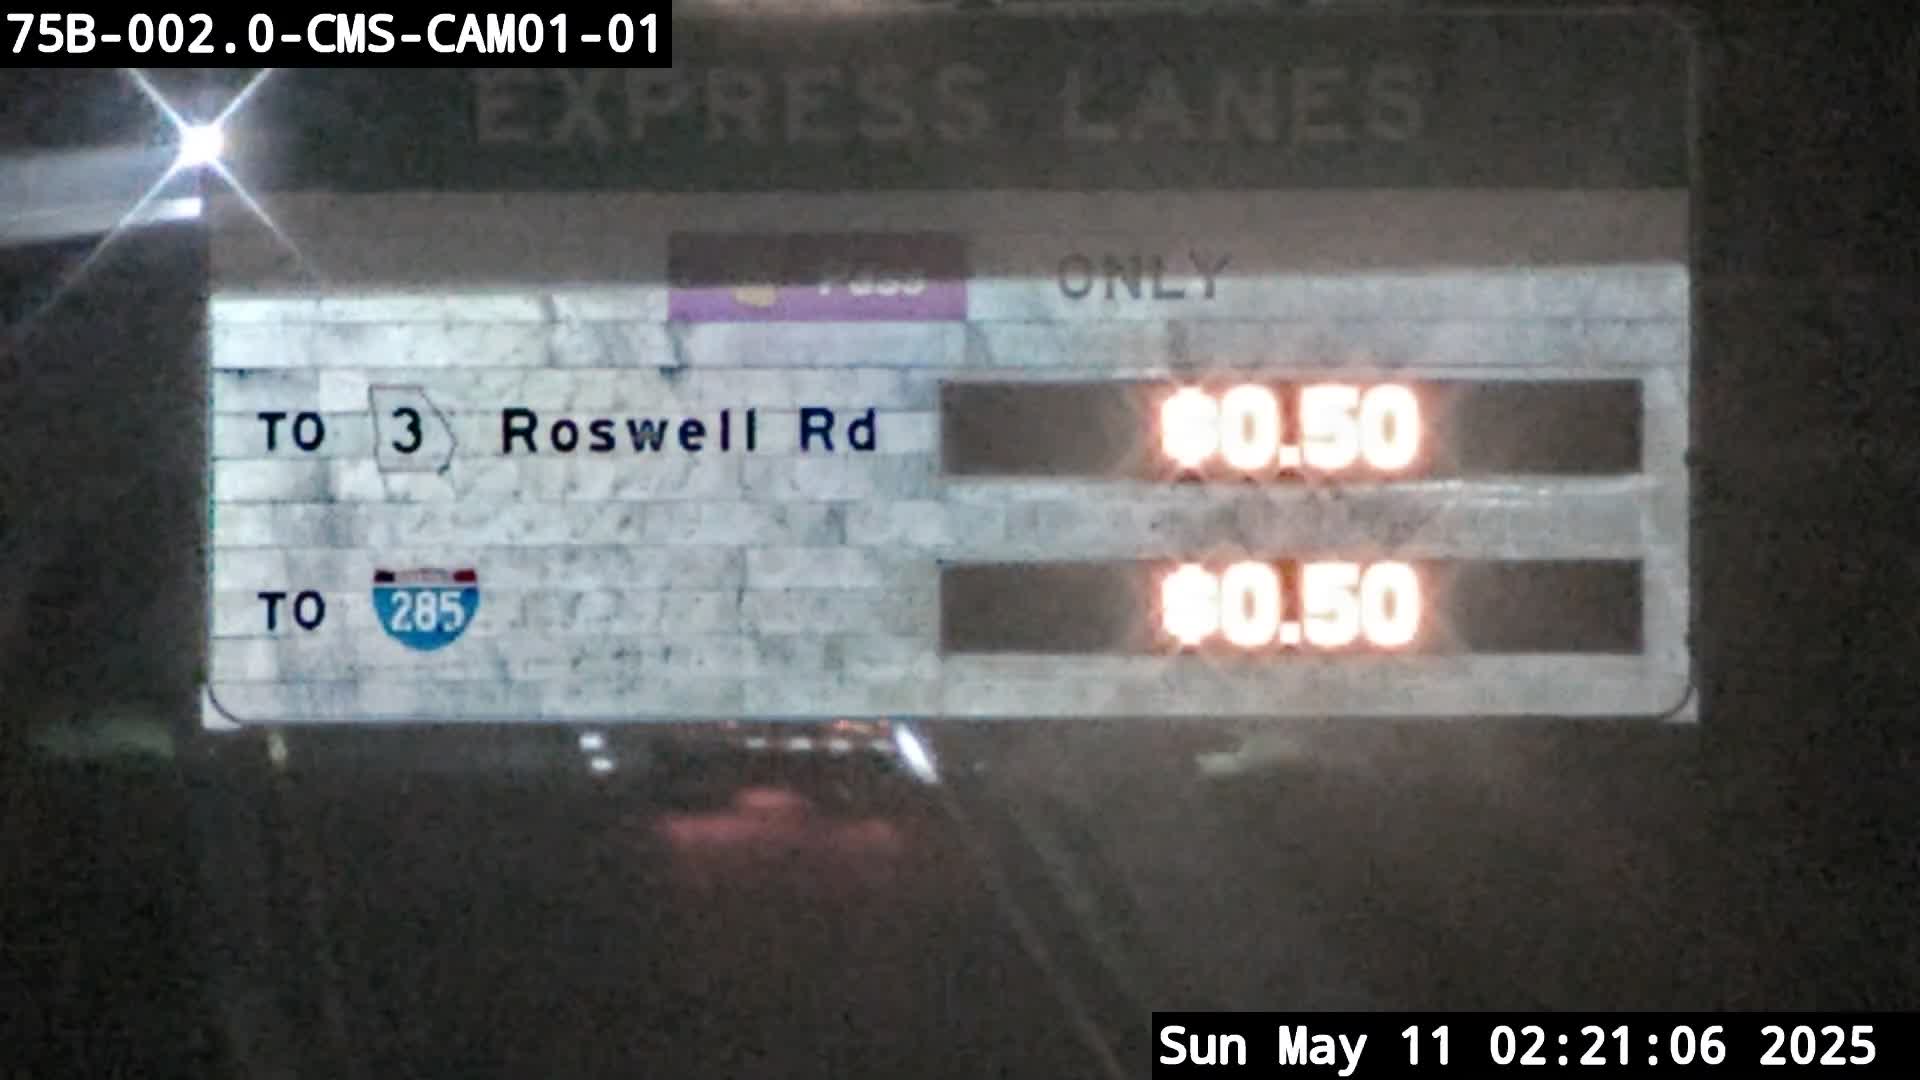 75B-002.0-CMS-CAM01-01
EXPRESS LANES
Pass ONLY
TO 3 Roswell Rd $0.50
TO 285 $0.50
Sun May 11 02:21:06 2025